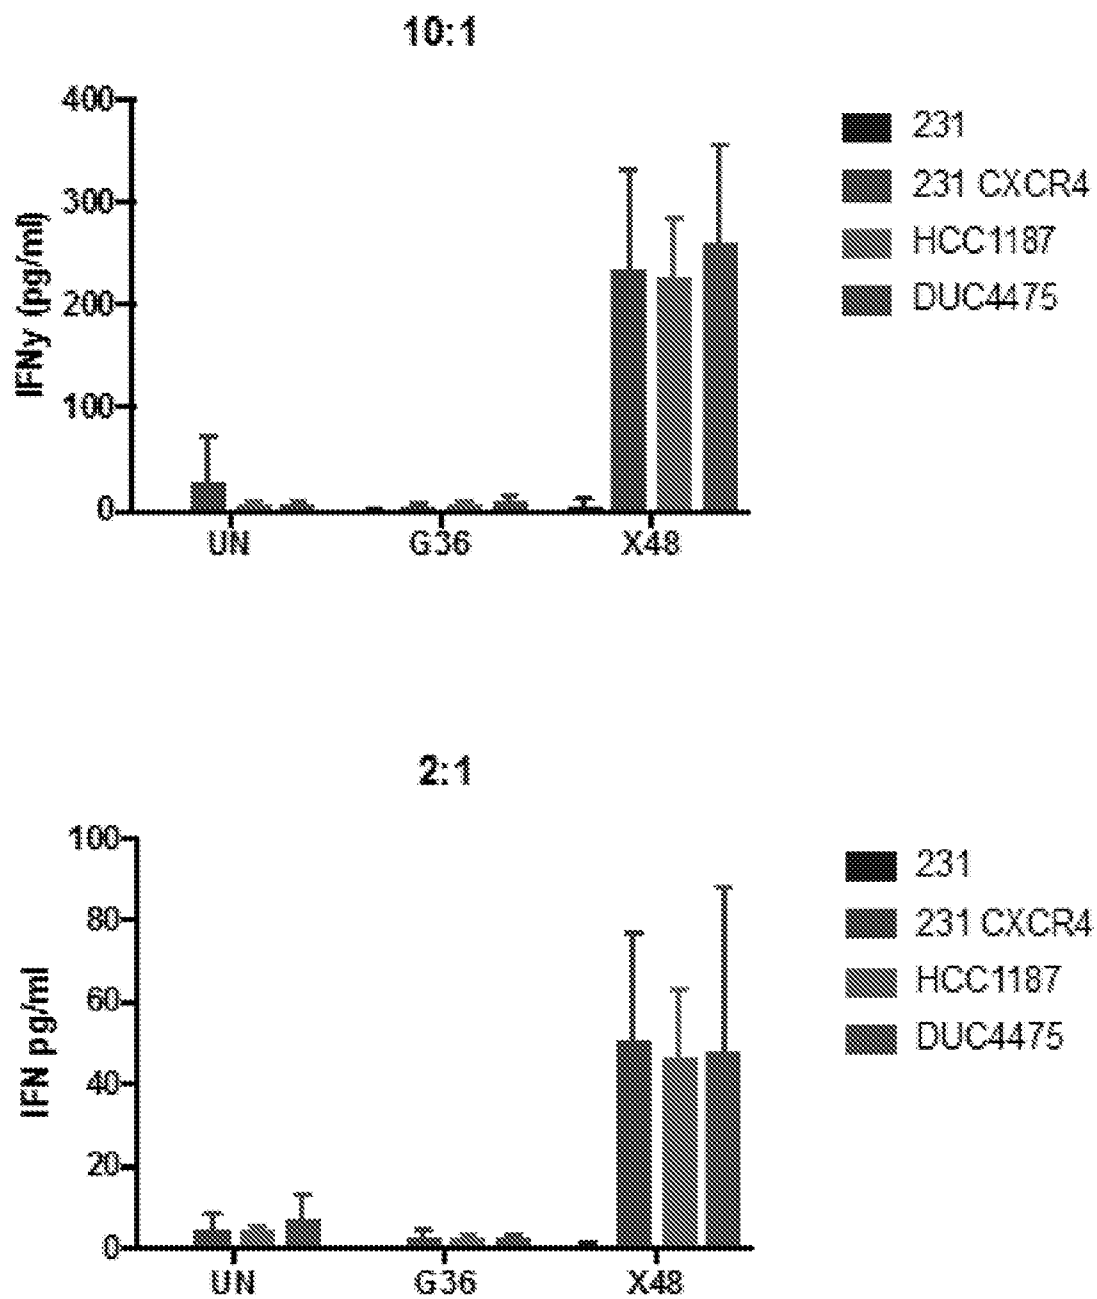 10:1
400
300
200
100
0
IFNy (pg/ml)
UN
G36
X48
231
231 CXCR4
HCC1187
DUC4475
2:1
100
80
60
40
20
0
IFN pg/ml
UN
G36
X48
231
231 CXCR4
HCC1187
DUC4475